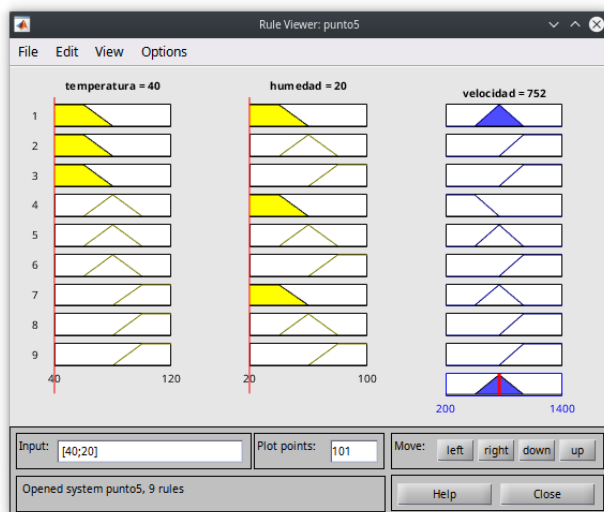 Rule Viewer: punto5
File Edit View Options
temperatura = 40 humedad = 20 velocidad = 752
1
2
3
4
5
6
7
8
9
40 120 20 100
200 1400
Input: [40;20] Plot points: 101 Move: left right down up
Opened system punto5, 9 rules Help Close